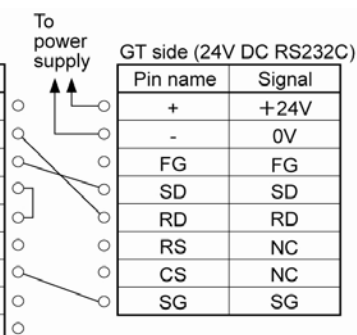 To
power
supply
GT side (24V DC RS232C)
Pin name Signal
+ +24V
- 0V
FG FG
SD SD
RD RD
RS NC
CS NC
SG SG